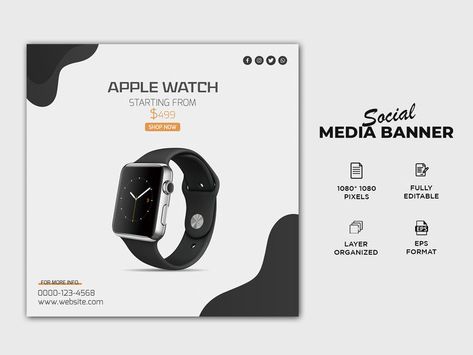 APPLE WATCH
STARTING FROM
$499
SHOP NOW
FOR MORE INFO
0000-123-4568
www.website.com
Social
MEDIA BANNER
1080* 1080
PIXELS
FULLY
EDITABLE
LAYER
ORGANIZED
EPS
EPS
FORMAT